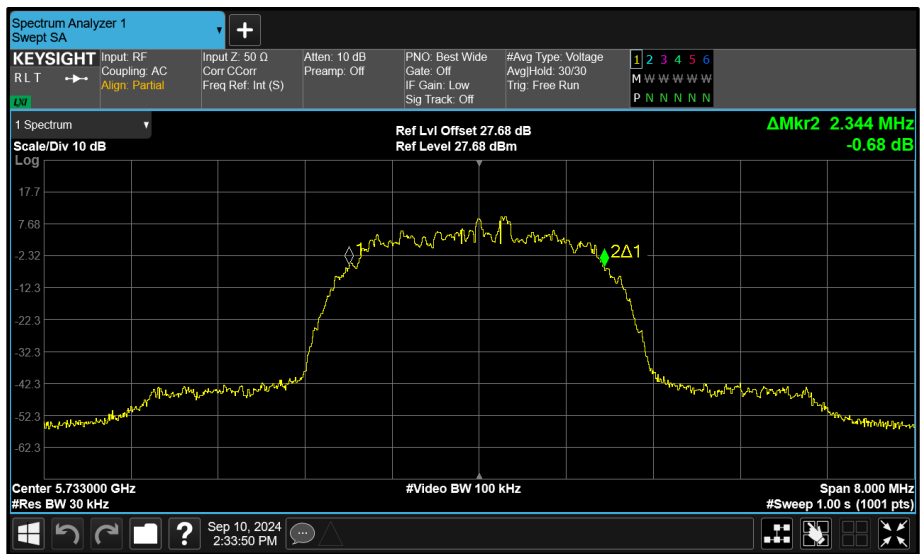 Spectrum Analyzer 1
Swept SA
+
KEYSIGHT
R L T
LXI
Input: RF
Coupling: AC
Align: Partial
Input Z: 50 Ω
Corr CCorr
Freq Ref: Int (S)
Atten: 10 dB
Preamp: Off
PNO: Best Wide
Gate: Off
IF Gain: Low
Sig Track: Off
#Avg Type: Voltage
Avg|Hold: 30/30
Trig: Free Run
1 2 3 4 5 6
M W W W W W
P N N N N N
1 Spectrum
Scale/Div 10 dB
Ref Lvl Offset 27.68 dB
Ref Level 27.68 dBm
ΔMkr2 2.344 MHz
-0.68 dB
Log
17.7
7.68
-2.32
-12.3
-22.3
-32.3
-42.3
-52.3
-62.3
1
2Δ1
Center 5.733000 GHz
#Res BW 30 kHz
#Video BW 100 kHz
Span 8.000 MHz
#Sweep 1.00 s (1001 pts)
?
Sep 10, 2024
2:33:50 PM